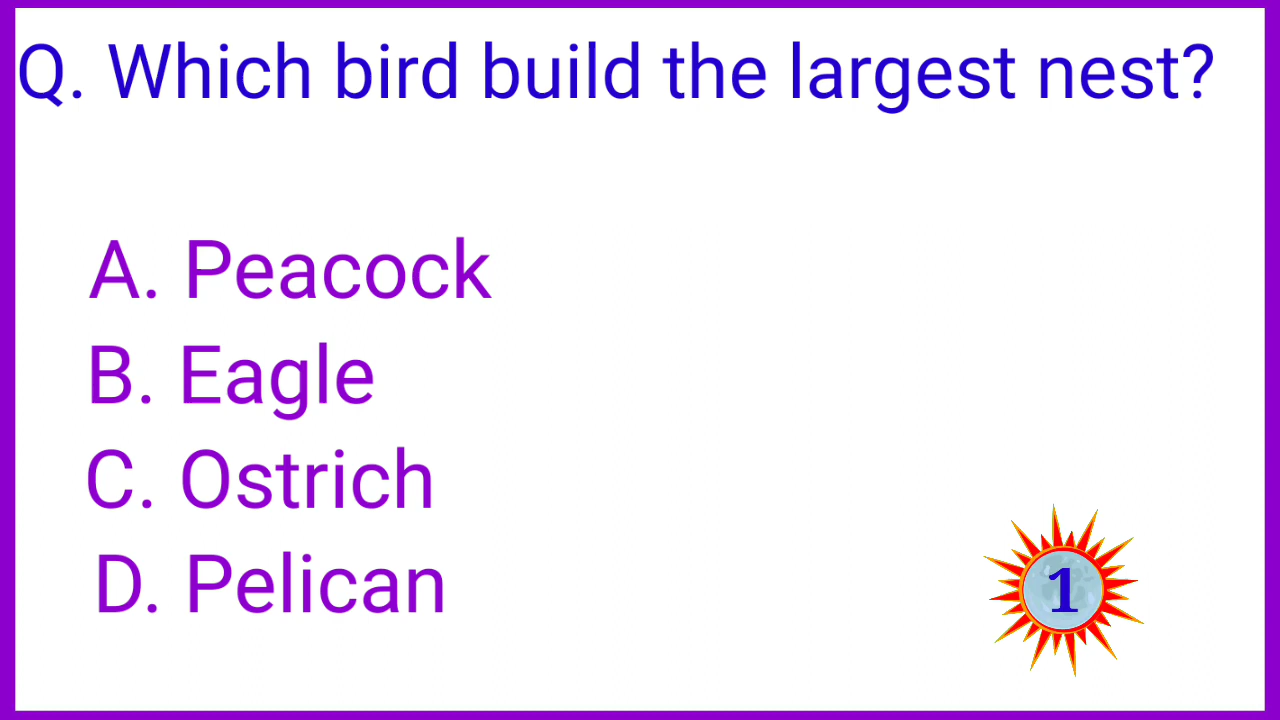 Q. Which bird build the largest nest?
A. Peacock
B. Eagle
C. Ostrich
D. Pelican
1